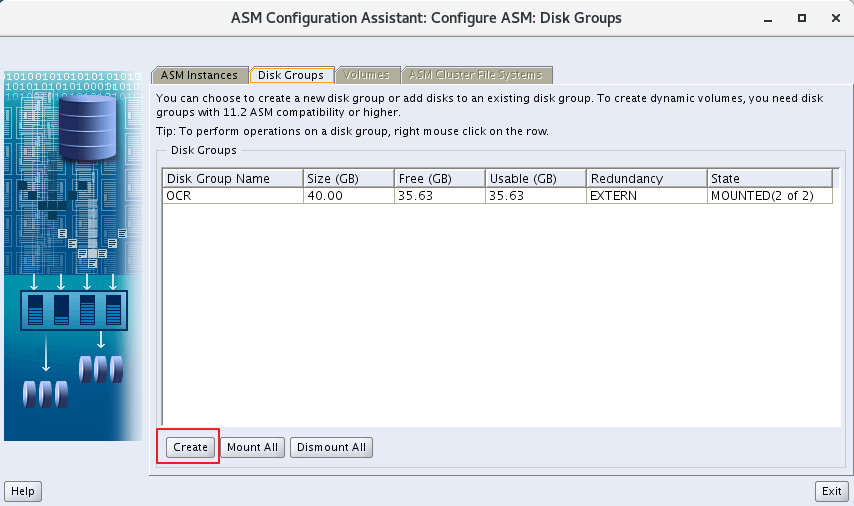 ASM Configuration Assistant: Configure ASM: Disk Groups
ASM Instances Disk Groups Volumes ASM Cluster File Systems
You can choose to create a new disk group or add disks to an existing disk group. To create dynamic volumes, you need disk
groups with 11.2 ASM compatibility or higher.
Tip: To perform operations on a disk group, right mouse click on the row.
Disk Groups
Disk Group Name Size (GB) Free (GB) Usable (GB) Redundancy State
OCR 40.00 35.63 35.63 EXTERN MOUNTED(2 of 2)
Create Mount All Dismount All
Help Exit